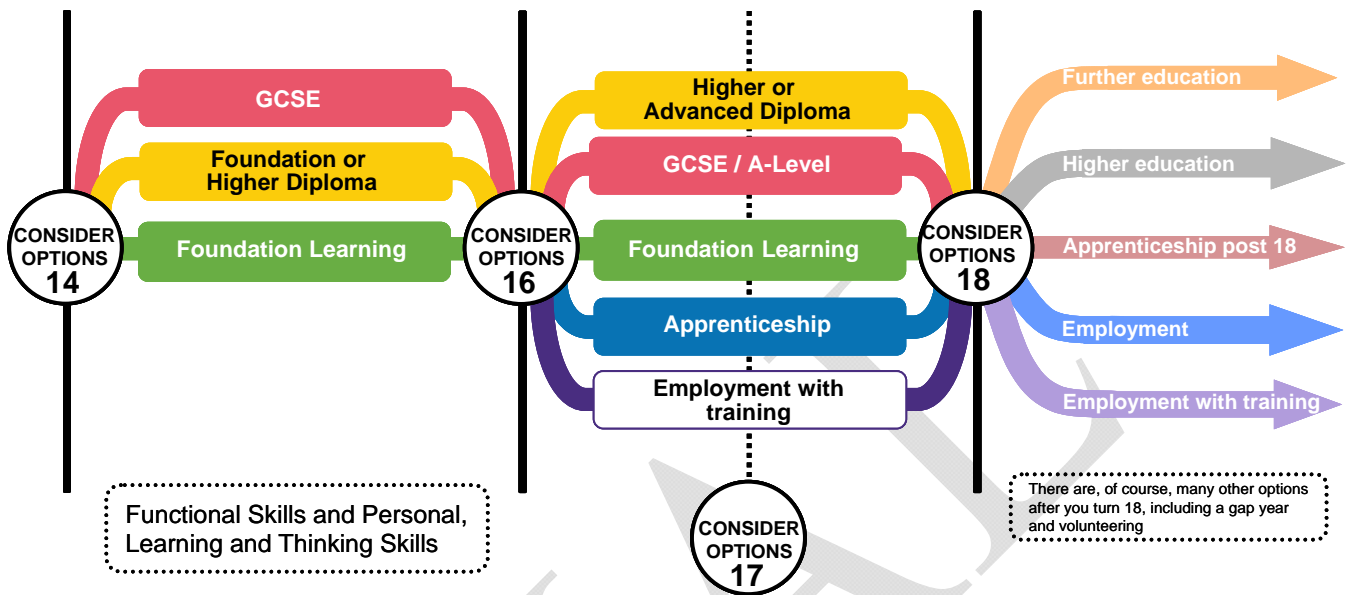 CONSIDER
OPTIONS
14
GCSE
Foundation or
Higher Diploma
Foundation Learning
Functional Skills and Personal,
Learning and Thinking Skills
CONSIDER
OPTIONS
16
Higher or
Advanced Diploma
GCSE / A-Level
Foundation Learning
Apprenticeship
Employment with
training
CONSIDER
OPTIONS
17
CONSIDER
OPTIONS
18
Further education
Higher education
Apprenticeship post 18
Employment
Employment with training
There are, of course, many other options
after you turn 18, including a gap year
and volunteering